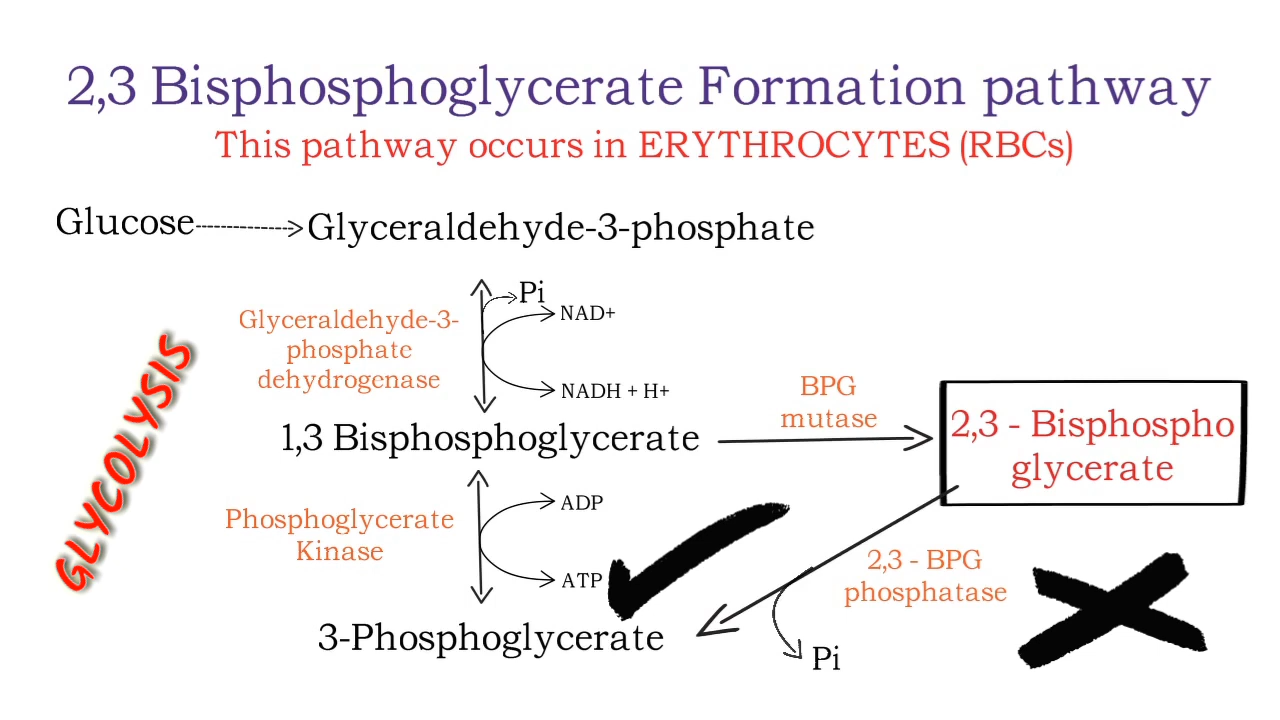 2,3 Bisphosphoglycerate Formation pathway
This pathway occurs in ERYTHROCYTES (RBCs)
Glucose
Glyceraldehyde-3-phosphate
Pi
NAD+
Glyceraldehyde-3-
phosphate
dehydrogenase
NADH + H+
GLYCOLYSIS
1,3 Bisphosphoglycerate
BPG
mutase
2,3 - Bisphospho
glycerate
ADP
Phosphoglycerate
Kinase
ATP
2,3 - BPG
phosphatase
3-Phosphoglycerate
Pi